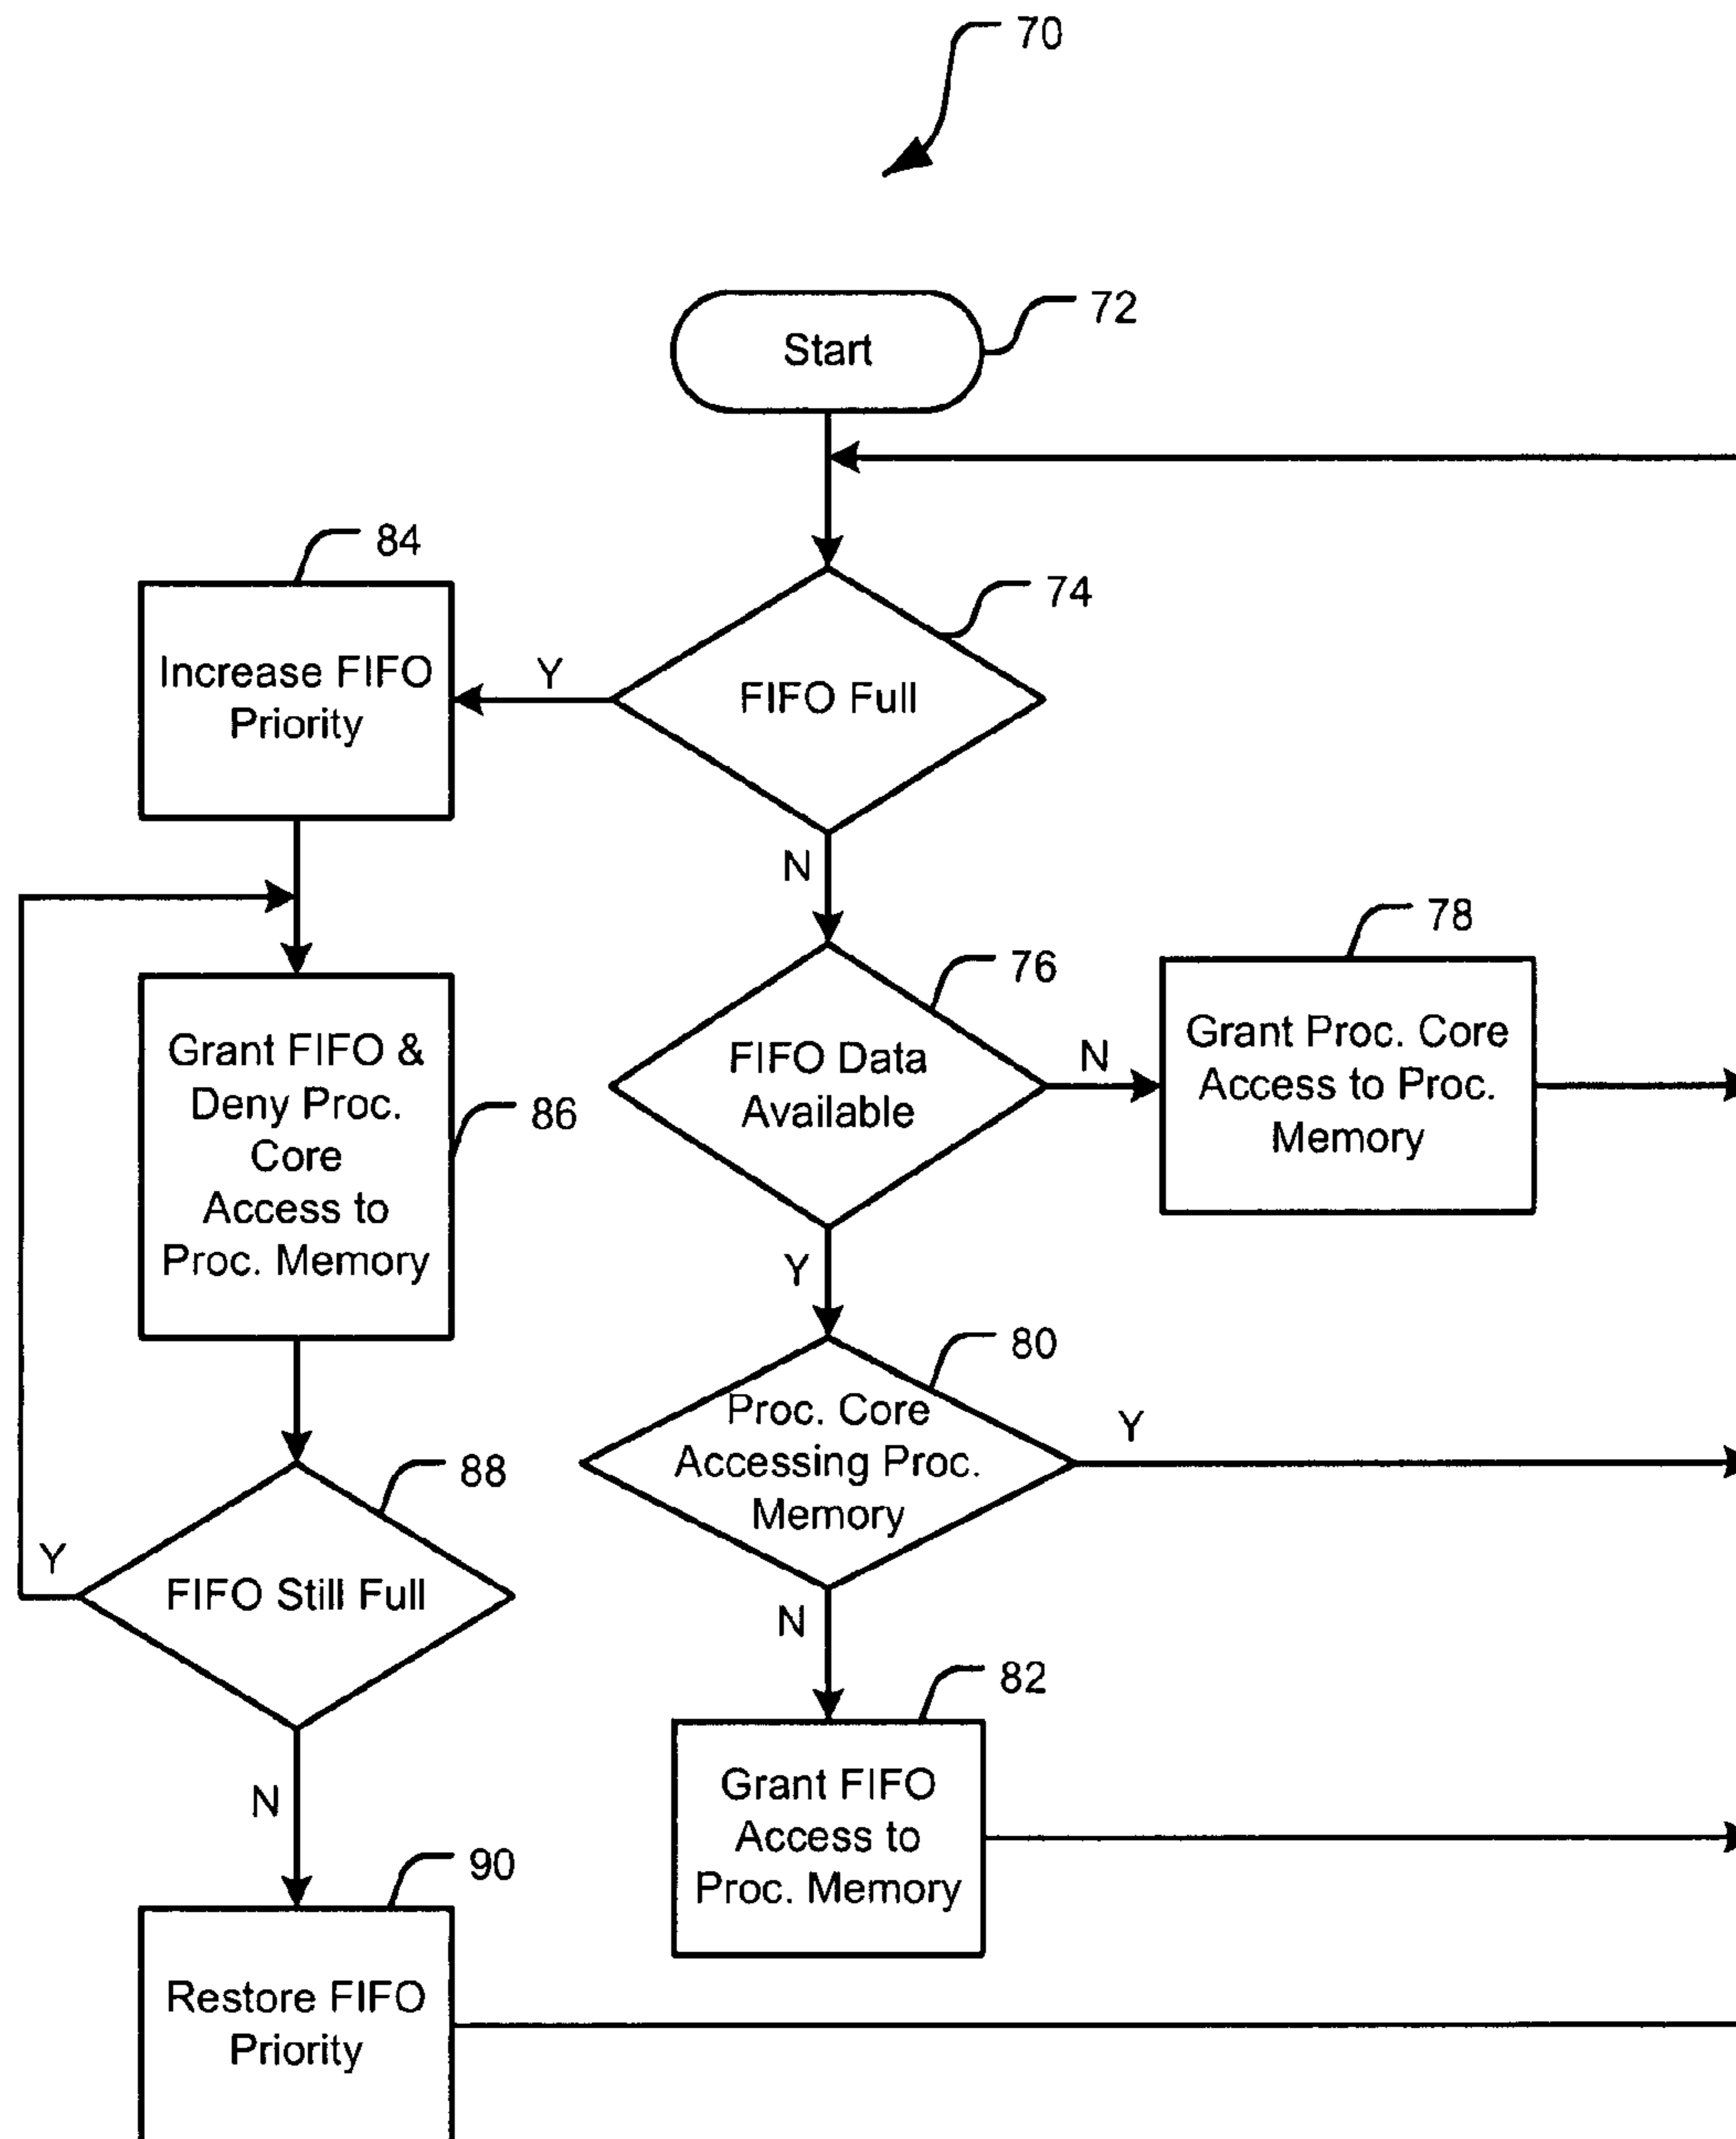 70
Start
72
84
74
Increase FIFO
Priority
Y
FIFO Full
N
78
76
Grant FIFO &
Deny Proc.
Core
Access to
Proc. Memory
86
FIFO Data
Available
N
Grant Proc. Core
Access to Proc.
Memory
Y
80
Proc. Core
Accessing Proc.
Memory
Y
88
FIFO Still Full
Y
N
82
Grant FIFO
Access to
Proc. Memory
N
90
Restore FIFO
Priority